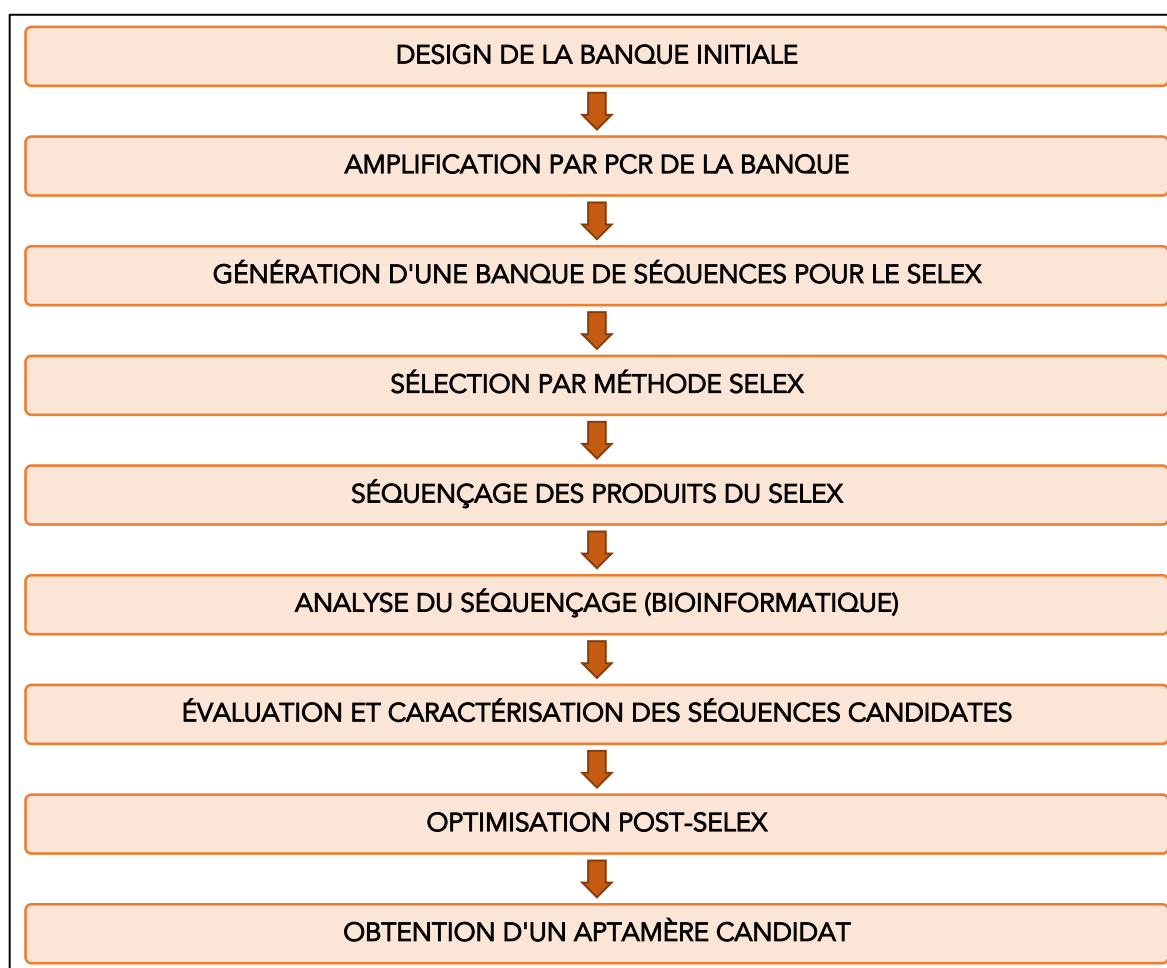 DESIGN DE LA BANQUE INITIALE
AMPLIFICATION PAR PCR DE LA BANQUE
GÉNÉRATION D'UNE BANQUE DE SÉQUENCES POUR LE SELEX
SÉLECTION PAR MÉTHODE SELEX
SÉQUENÇAGE DES PRODUITS DU SELEX
ANALYSE DU SÉQUENÇAGE (BIOINFORMATIQUE)
ÉVALUATION ET CARACTÉRISATION DES SÉQUENCES CANDIDATES
OPTIMISATION POST-SELEX
OBTENTION D'UN APTAMÈRE CANDIDAT